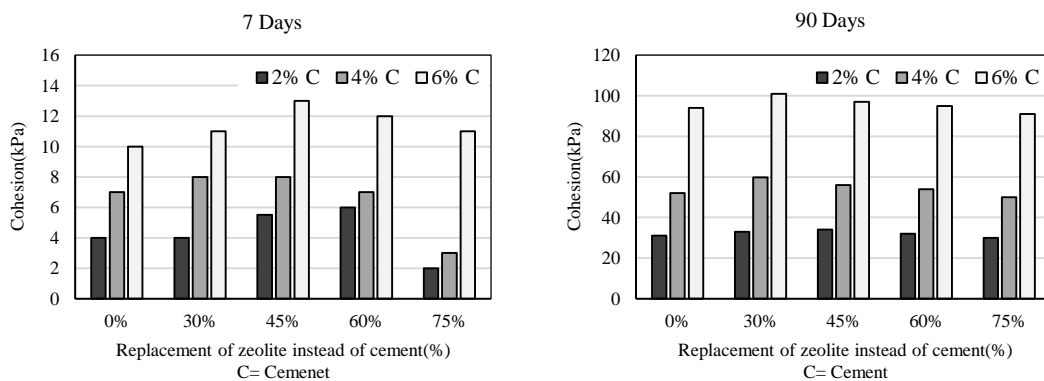 7 Days
16
14
12
10
8
6
4
2
0
Cohesion(kPa)
2% C 4% C 6% C
0% 30% 45% 60% 75%
Replacement of zeolite instead of cement(%)
C= Cemenet
90 Days
120
100
80
60
40
20
0
Cohesion(kPa)
2% C 4% C 6% C
0% 30% 45% 60% 75%
Replacement of zeolite instead of cement(%)
C= Cement